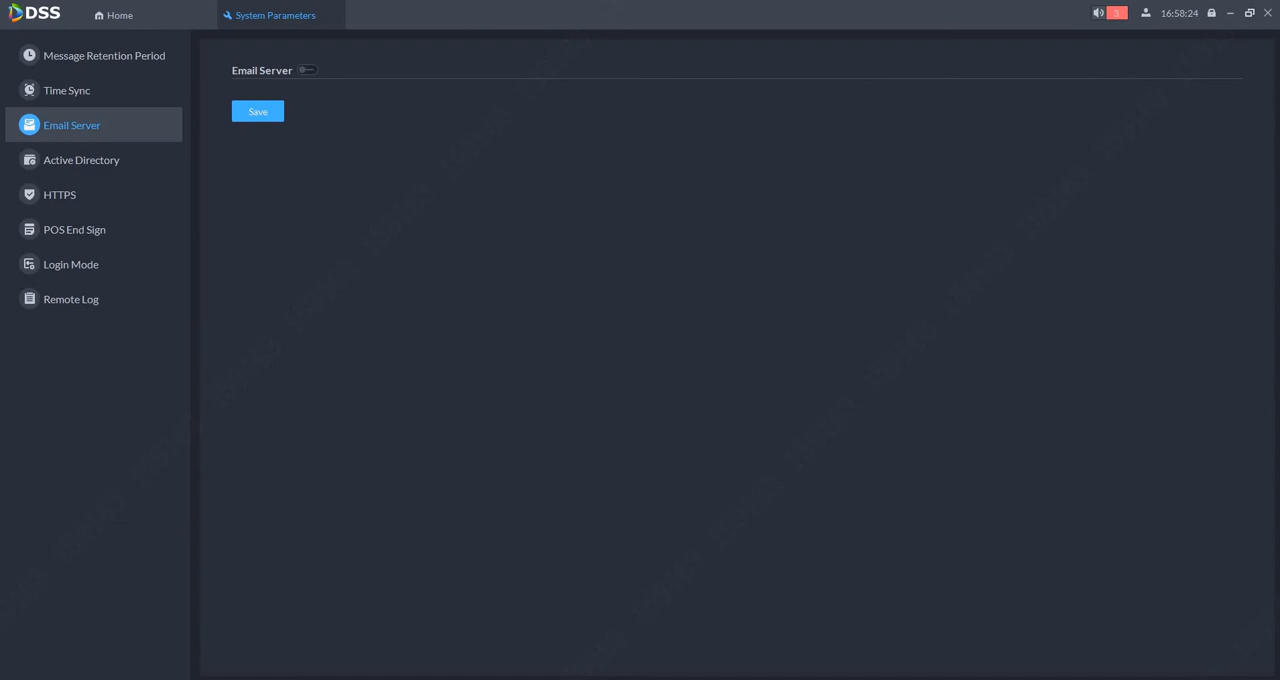 DSS
Home
System Parameters
3
16:58:24
Message Retention Period
Time Sync
Email Server
Active Directory
HTTPS
POS End Sign
Login Mode
Remote Log
Email Server
Save